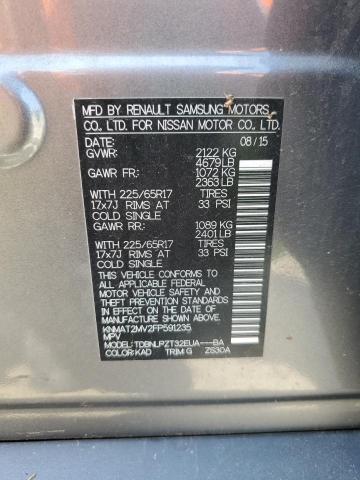 MFD BY RENAULT SAMSUNG MOTORS
CO., LTD. FOR NISSAN MOTOR CO., LTD.
DATE: 08/15
GVWR: 2122 KG
4679 LB
GAWR FR: 1072 KG
2363 LB
WITH 225/65R17 TIRES
17x7J RIMS AT 33 PSI
COLD SINGLE
GAWR RR: 1089 KG
2401 LB
WITH 225/65R17 TIRES
17x7J RIMS AT 33 PSI
COLD SINGLE
THIS VEHICLE CONFORMS TO
ALL APPLICABLE FEDERAL
MOTOR VEHICLE SAFETY
STANDARDS IN EFFECT ON THE
DATE OF MANUFACTURE
SHOWN ABOVE.
KNMAT2MV2FP591235
MPV
MODEL: TDBNLPZT32EUA---BA
COLOR: KAD TRIM: G ZS30A